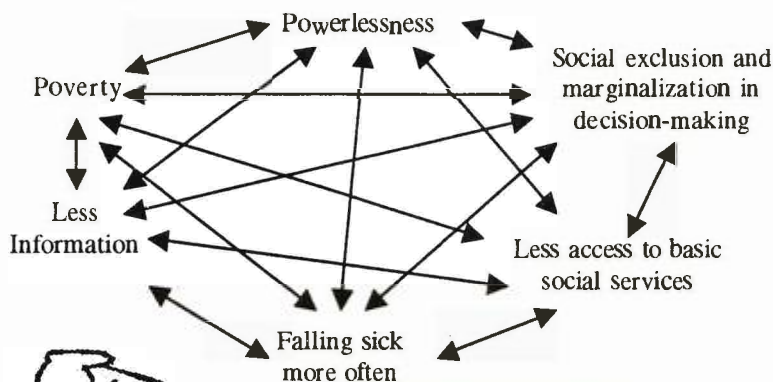 Powerlessness
Social exclusion and
marginalization in
decision-making
Poverty
Less
Information
Less access to basic
social services
Falling sick
more often